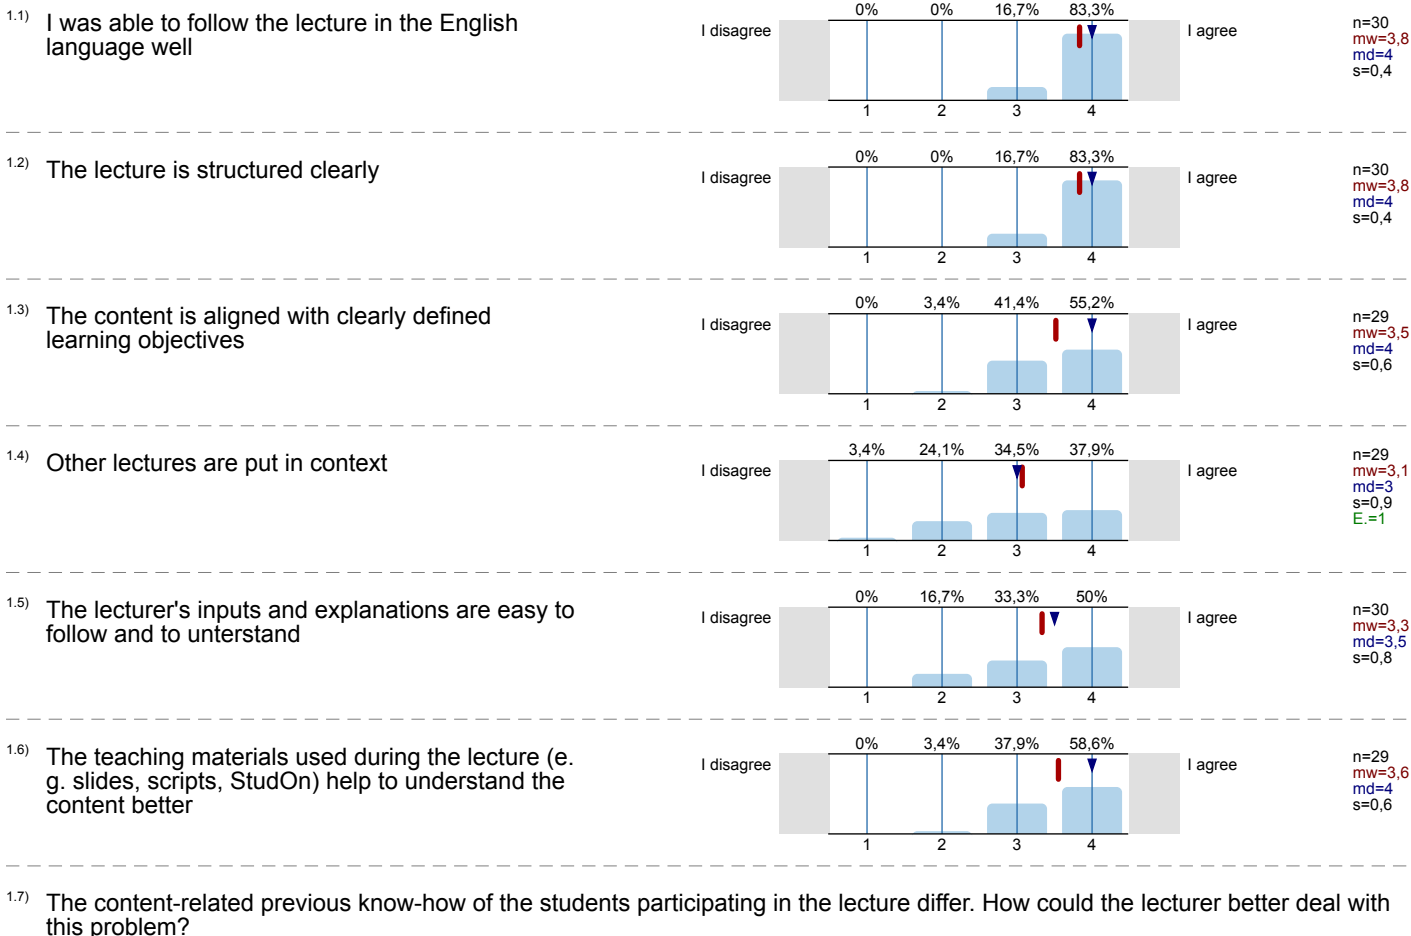 1.1) I was able to follow the lecture in the English
language well
I disagree
0% 0% 16,7% 83,3%
1 2 3 4
I agree
n=30
mw=3,8
md=4
s=0,4
1.2) The lecture is structured clearly
I disagree
0% 0% 16,7% 83,3%
1 2 3 4
I agree
n=30
mw=3,8
md=4
s=0,4
1.3) The content is aligned with clearly defined
learning objectives
I disagree
0% 3,4% 41,4% 55,2%
1 2 3 4
I agree
n=29
mw=3,5
md=4
s=0,6
1.4) Other lectures are put in context
I disagree
3,4% 24,1% 34,5% 37,9%
1 2 3 4
I agree
n=29
mw=3,1
md=3
s=0,9
E.=1
1.5) The lecturer's inputs and explanations are easy to
follow and to unterstand
I disagree
0% 16,7% 33,3% 50%
1 2 3 4
I agree
n=30
mw=3,3
md=3,5
s=0,8
1.6) The teaching materials used during the lecture (e.
g. slides, scripts, StudOn) help to understand the
content better
I disagree
0% 3,4% 37,9% 58,6%
1 2 3 4
I agree
n=29
mw=3,6
md=4
s=0,6
1.7) The content-related previous know-how of the students participating in the lecture differ. How could the lecturer better deal with
this problem?